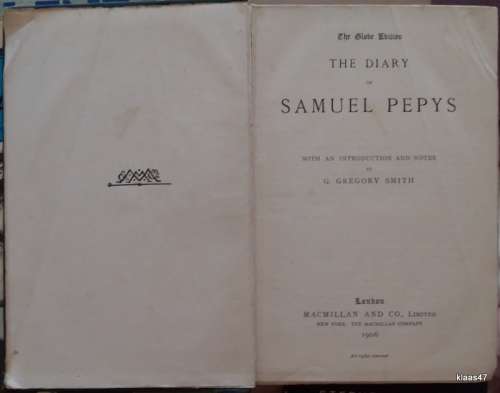 The Globe Edition
THE DIARY
OF
SAMUEL PEPYS
WITH AN INTRODUCTION AND NOTES
BY
G. GREGORY SMITH
London
MACMILLAN AND CO., LIMITED
NEW YORK: THE MACMILLAN COMPANY
1906
All rights reserved
klaas47